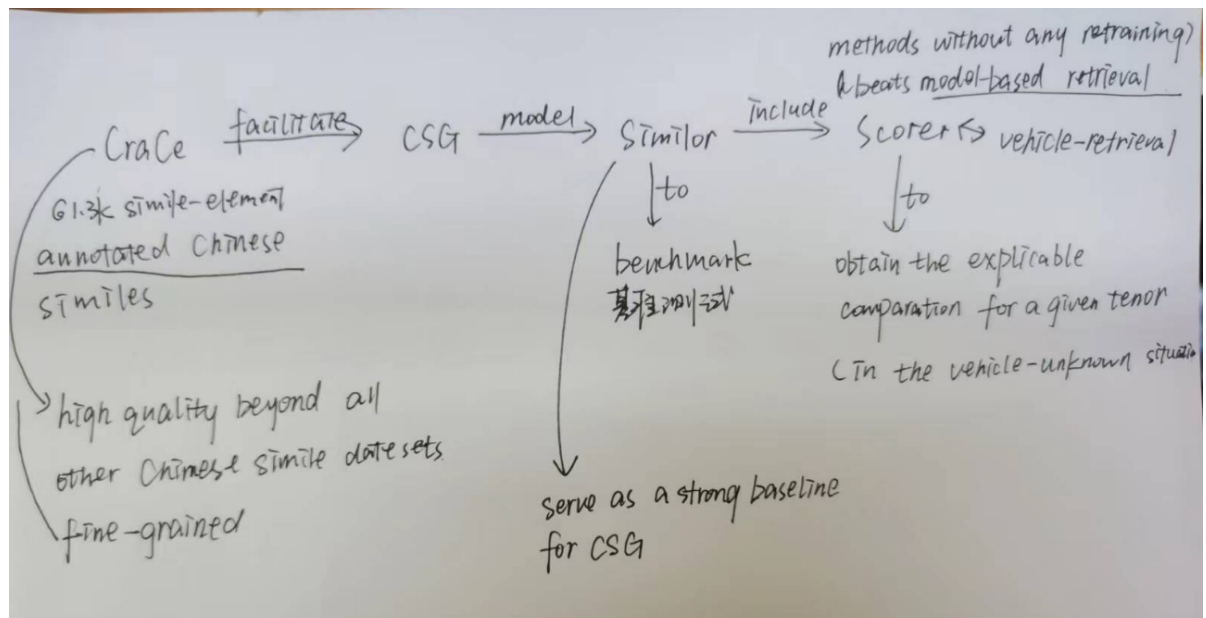 methods without any retraining)
& beats model-based retrieval
CraCe facilitate CSG model Similor include Scorer ↔ vehicle-retrieval
61.3k simile-element
annotated Chinese
similes
to
benchmark
基准测试
to
obtain the explicable
comparation for a given tenor
(in the vehicle-unknown situatio
high quality beyond all
other Chinese simile datesets
fine-grained
serve as a strong baseline
for CSG